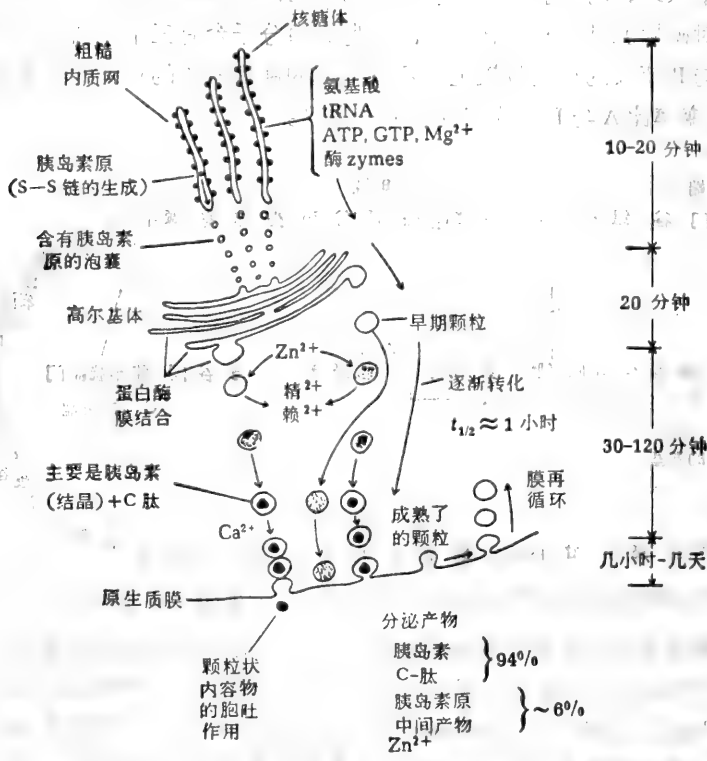 核糖体
粗糙
内质网
氨基酸
tRNA
ATP, GTP, Mg²⁺
酶 zymes
10-20 分钟
胰岛素原
(S—S 链的生成)
含有胰岛素
原的泡囊
高尔基体
早期颗粒
20 分钟
Zn²⁺
蛋白酶
膜结合
精²⁺
赖²⁺
逐渐转化
t₁/₂ ≈ 1 小时
30-120 分钟
主要是胰岛素
(结晶)+C 肽
Ca²⁺
成熟了
的颗粒
膜再
循环
几小时-几天
原生质膜
颗粒状
内容物
的胞吐
作用
分泌产物
胰岛素
C-肽
94%
胰岛素原
中间产物
~6%
Zn²⁺